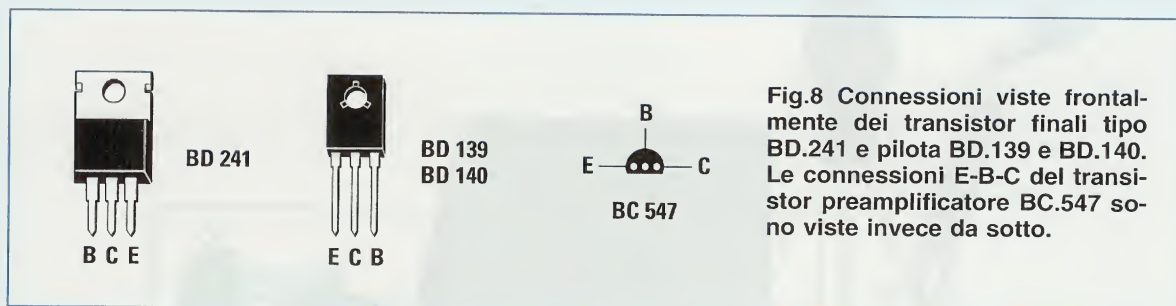 BD 241
B C E
BD 139
BD 140
E C B
B
E C
BC 547
Fig.8 Connessioni viste frontal-
mente dei transistor finali tipo
BD.241 e pilota BD.139 e BD.140.
Le connessioni E-B-C del transi-
stor preamplificatore BC.547 so-
no viste invece da sotto.